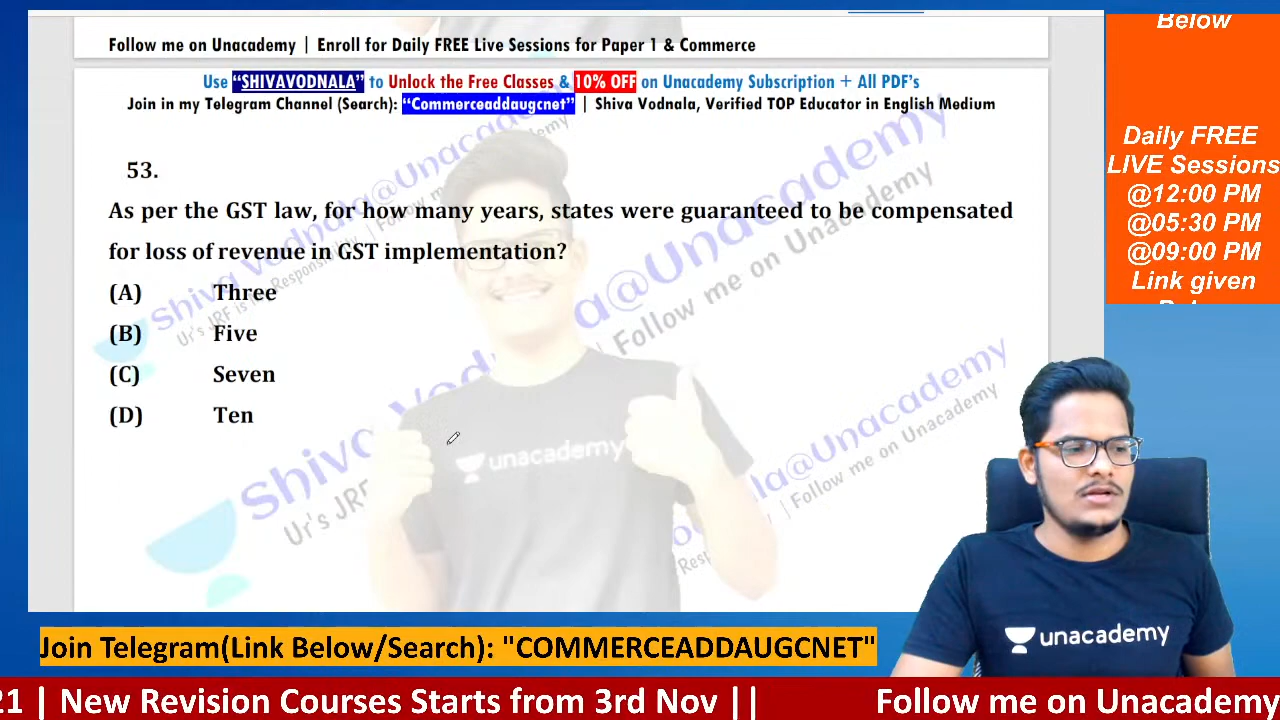 Below
Follow me on Unacademy | Enroll for Daily FREE Live Sessions for Paper 1 & Commerce
Use “SHIVAVODNALA” to Unlock the Free Classes & 10% OFF on Unacademy Subscription + All PDF’s
Join in my Telegram Channel (Search): “Commerceaddaugcnet” | Shiva Vodnala, Verified TOP Educator in English Medium
Daily FREE
LIVE Sessions
@12:00 PM
@05:30 PM
@09:00 PM
Link given
53.
As per the GST law, for how many years, states were guaranteed to be compensated
for loss of revenue in GST implementation?
(A) Three
(B) Five
(C) Seven
(D) Ten
unacademy
unacademy
Join Telegram(Link Below/Search): "COMMERCEADDAUGCNET"
21 | New Revision Courses Starts from 3rd Nov || Follow me on Unacademy